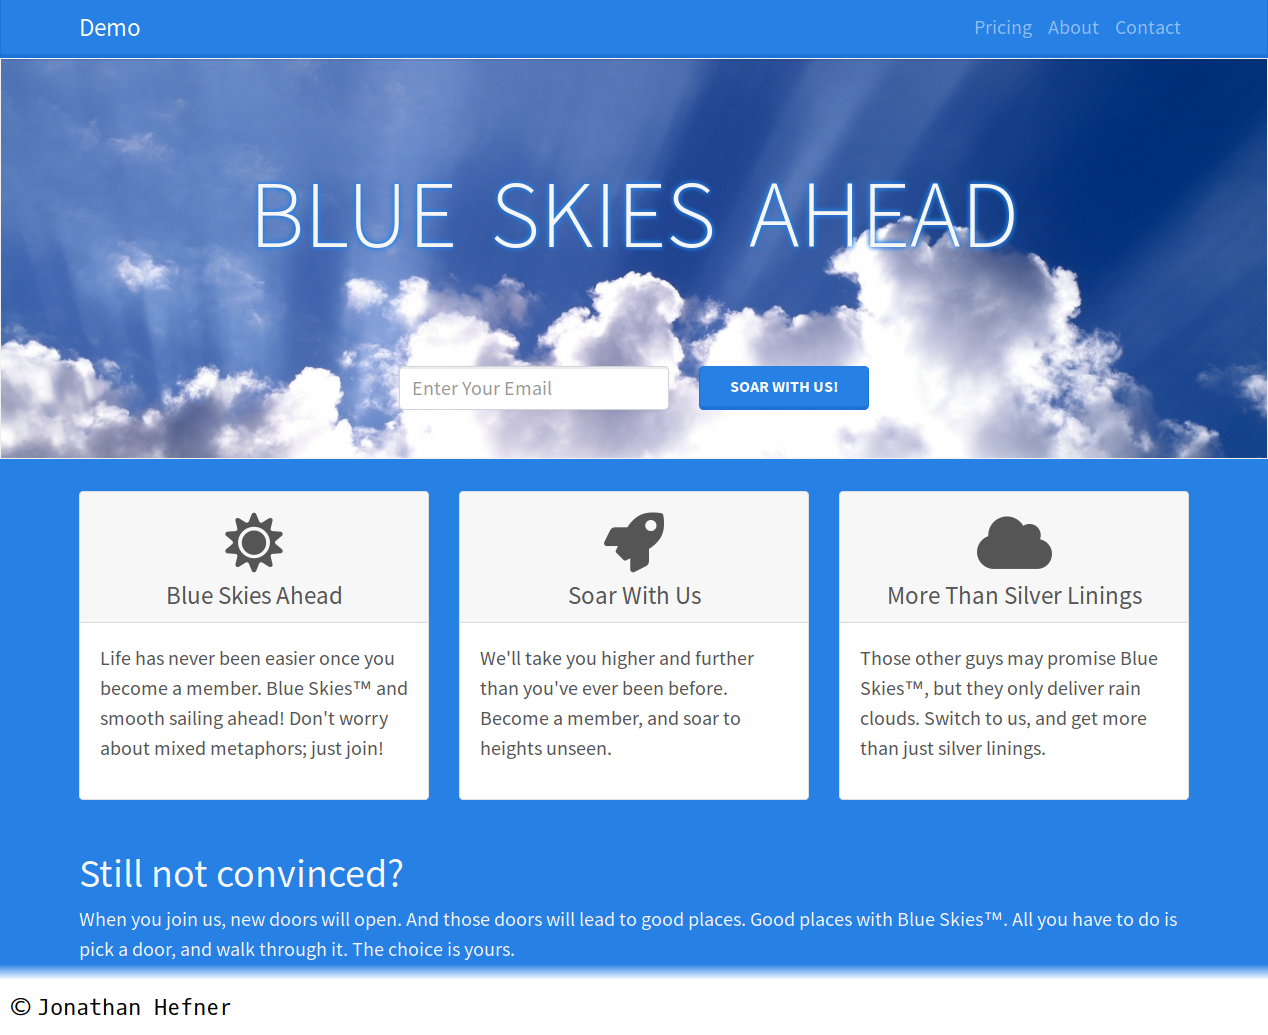 Demo
Pricing About Contact
BLUE SKIES AHEAD
Enter Your Email
SOAR WITH US!
Blue Skies Ahead
Life has never been easier once you
become a member. Blue Skies™ and
smooth sailing ahead! Don't worry
about mixed metaphors; just join!
Soar With Us
We'll take you higher and further
than you've ever been before.
Become a member, and soar to
heights unseen.
More Than Silver Linings
Those other guys may promise Blue
Skies™, but they only deliver rain
clouds. Switch to us, and get more
than just silver linings.
Still not convinced?
When you join us, new doors will open. And those doors will lead to good places. Good places with Blue Skies™. All you have to do is
pick a door, and walk through it. The choice is yours.
© Jonathan Hefner